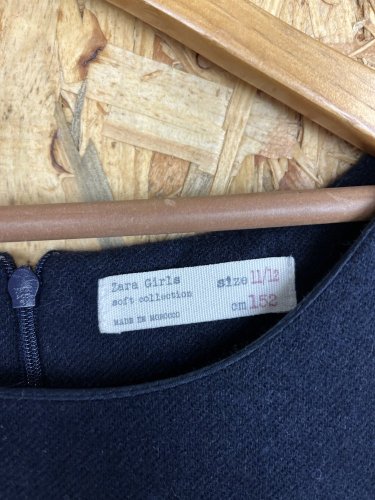 Zara Girls size 11/12
soft collection
cm 152
MADE IN MOROCCO